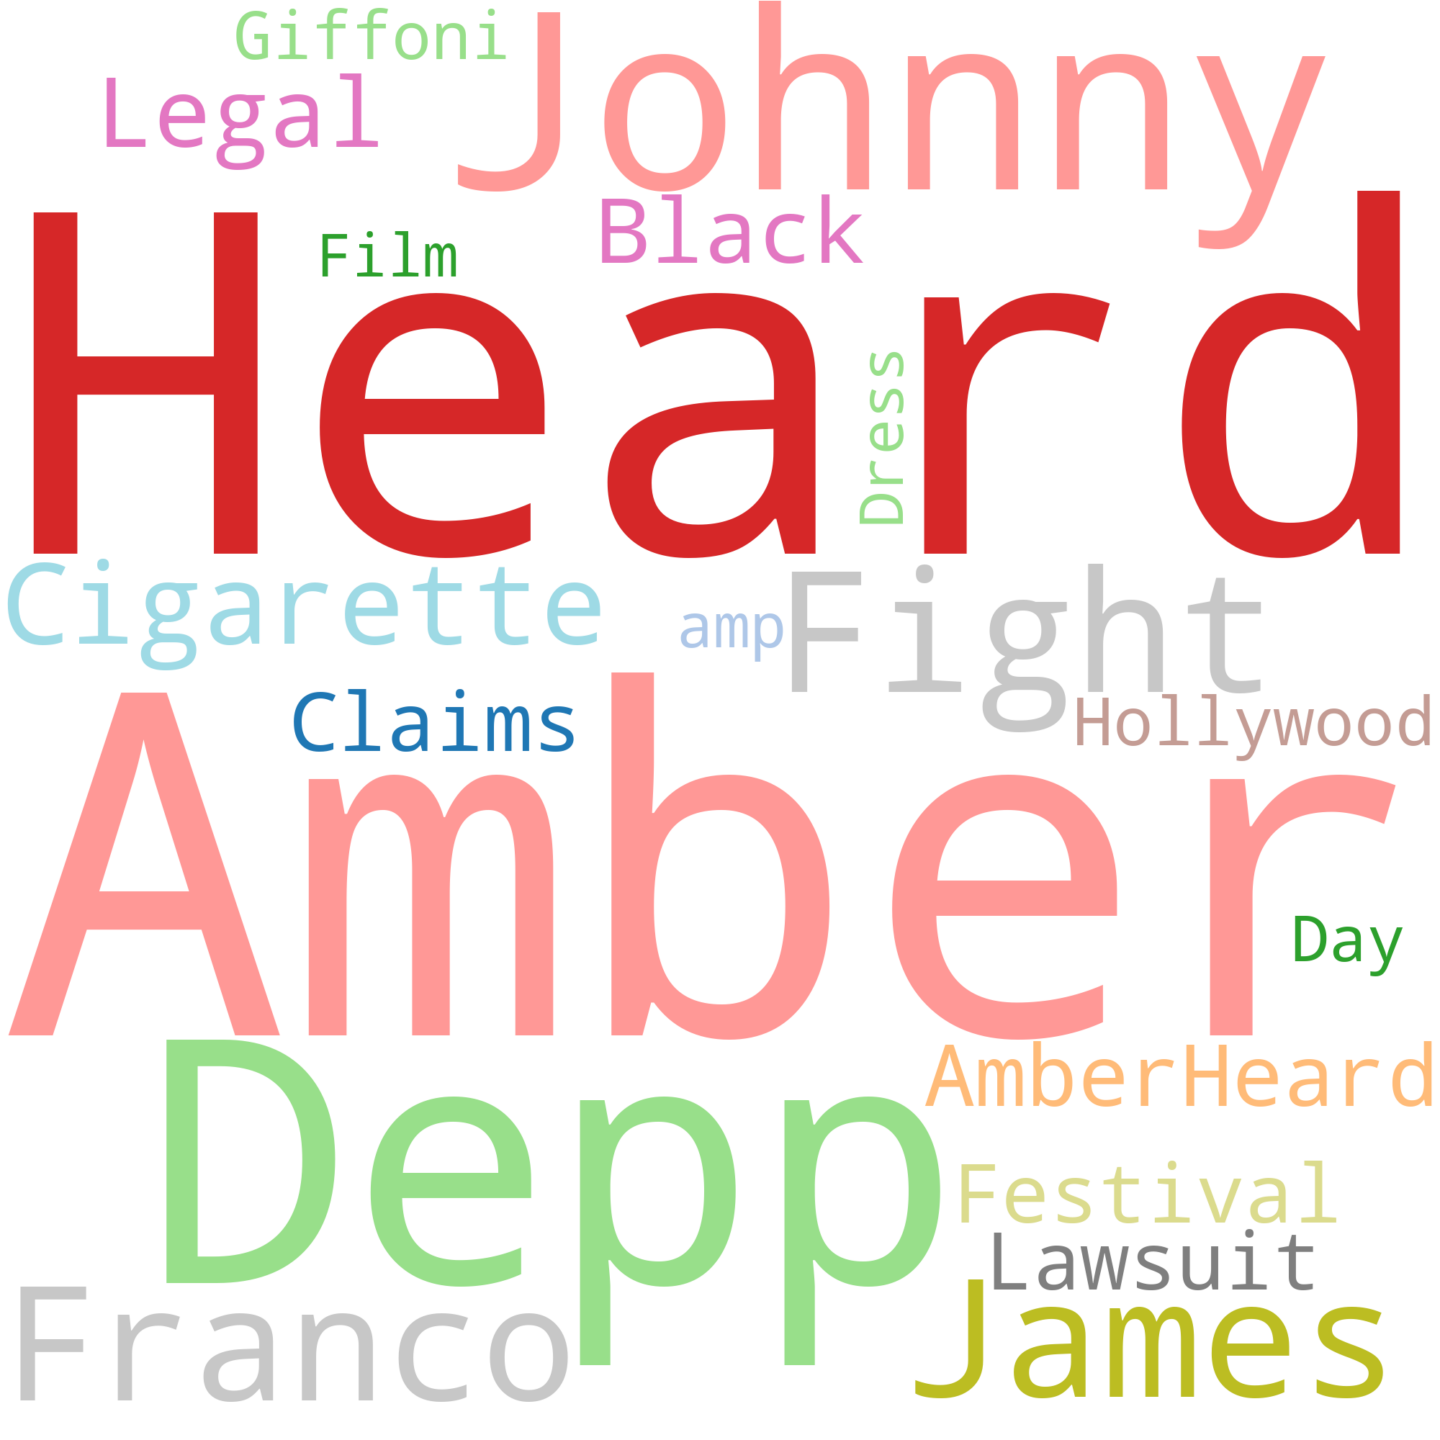 Giffoni
Johnny
Legal
Black
Heard
Film
Dress
Cigarette
amp
Fight
Claims
Hollywood
Amber
Day
Depp
AmberHeard
Festival
Lawsuit
Franco
James